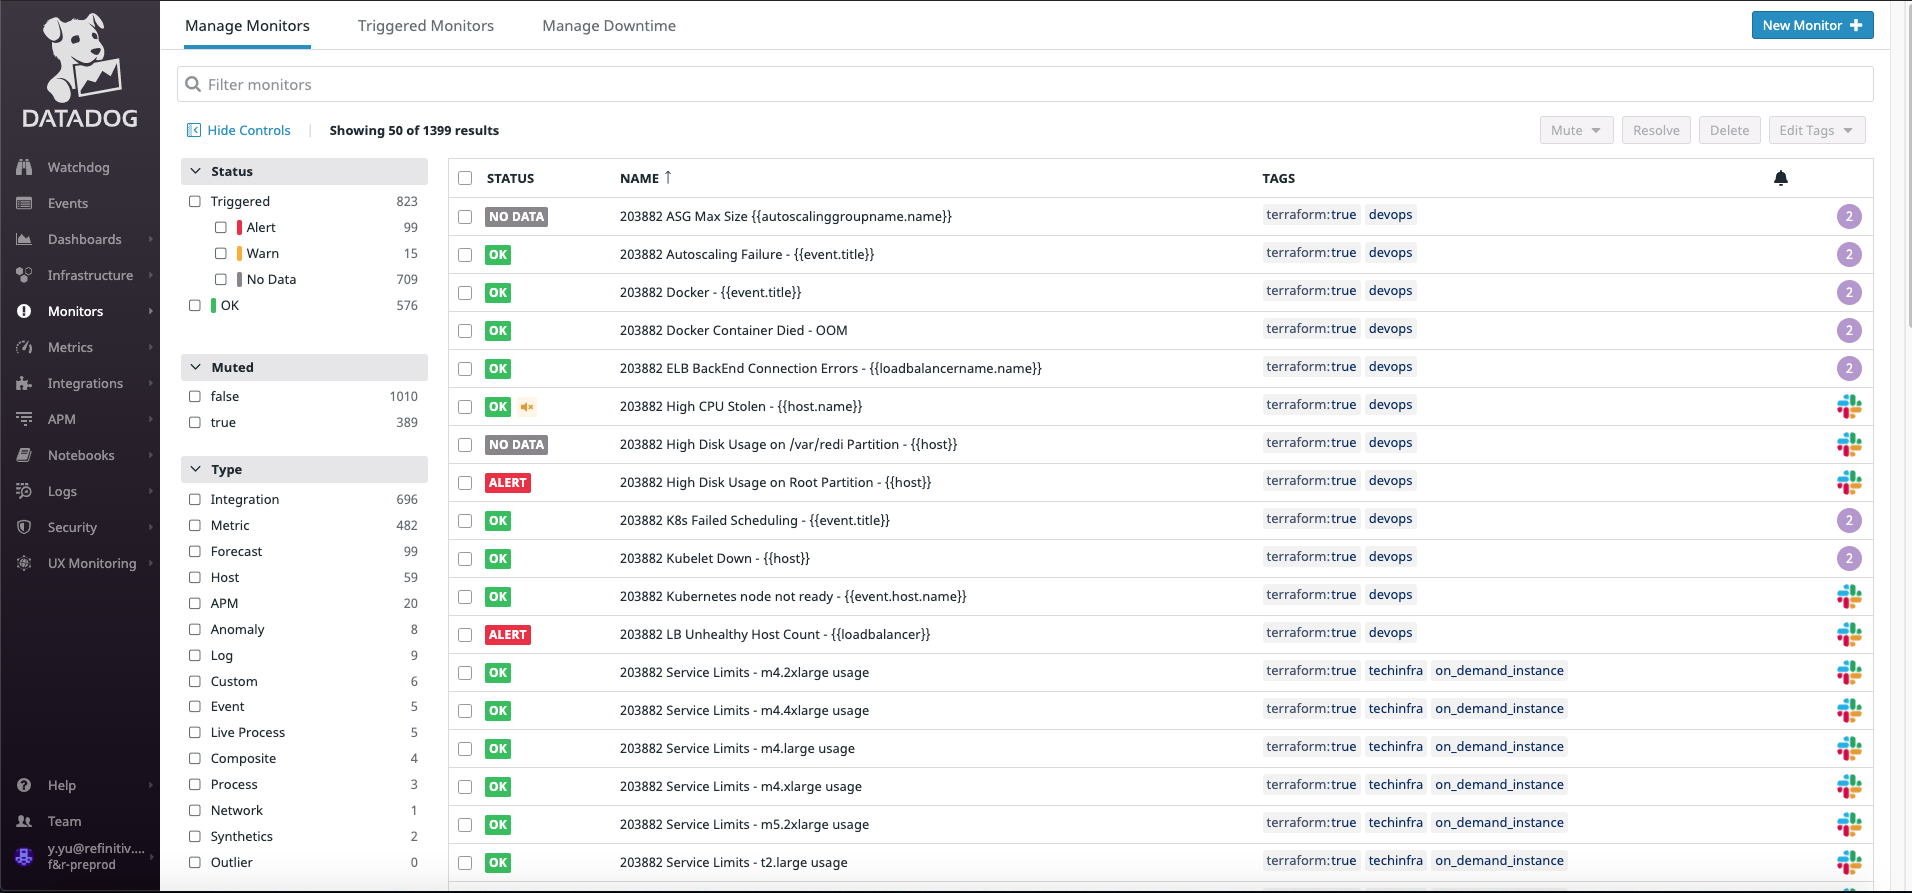 DATADOG
Watchdog
Events
Dashboards
Infrastructure
Monitors
Metrics
Integrations
APM
Notebooks
Logs
Security
UX Monitoring
Help
Team
y.yu@refinitiv....
f&r-preprod
Manage Monitors Triggered Monitors Manage Downtime
New Monitor +
Filter monitors
Hide Controls | Showing 50 of 1399 results
Mute Resolve Delete Edit Tags
Status
Triggered 823
Alert 99
Warn 15
No Data 709
OK 576
Muted
false 1010
true 389
Type
Integration 696
Metric 482
Forecast 99
Host 59
APM 20
Anomaly 8
Log 9
Custom 6
Event 5
Live Process 5
Composite 4
Process 3
Network 1
Synthetics 2
Outlier 0
STATUS NAME ↑ TAGS
NO DATA 203882 ASG Max Size {{autoscalinggroupname.name}} terraform:true devops 2
OK 203882 Autoscaling Failure - {{event.title}} terraform:true devops 2
OK 203882 Docker - {{event.title}} terraform:true devops 2
OK 203882 Docker Container Died - OOM terraform:true devops 2
OK 203882 ELB BackEnd Connection Errors - {{loadbalancername.name}} terraform:true devops 2
OK 203882 High CPU Stolen - {{host.name}} terraform:true devops
NO DATA 203882 High Disk Usage on /var/redi Partition - {{host}} terraform:true devops
ALERT 203882 High Disk Usage on Root Partition - {{host}} terraform:true devops
OK 203882 K8s Failed Scheduling - {{event.title}} terraform:true devops 2
OK 203882 Kubelet Down - {{host}} terraform:true devops 2
OK 203882 Kubernetes node not ready - {{event.host.name}} terraform:true devops
ALERT 203882 LB Unhealthy Host Count - {{loadbalancer}} terraform:true devops
OK 203882 Service Limits - m4.2xlarge usage terraform:true techinfra on_demand_instance
OK 203882 Service Limits - m4.4xlarge usage terraform:true techinfra on_demand_instance
OK 203882 Service Limits - m4.large usage terraform:true techinfra on_demand_instance
OK 203882 Service Limits - m4.xlarge usage terraform:true techinfra on_demand_instance
OK 203882 Service Limits - m5.2xlarge usage terraform:true techinfra on_demand_instance
OK 203882 Service Limits - t2.large usage terraform:true techinfra on_demand_instance